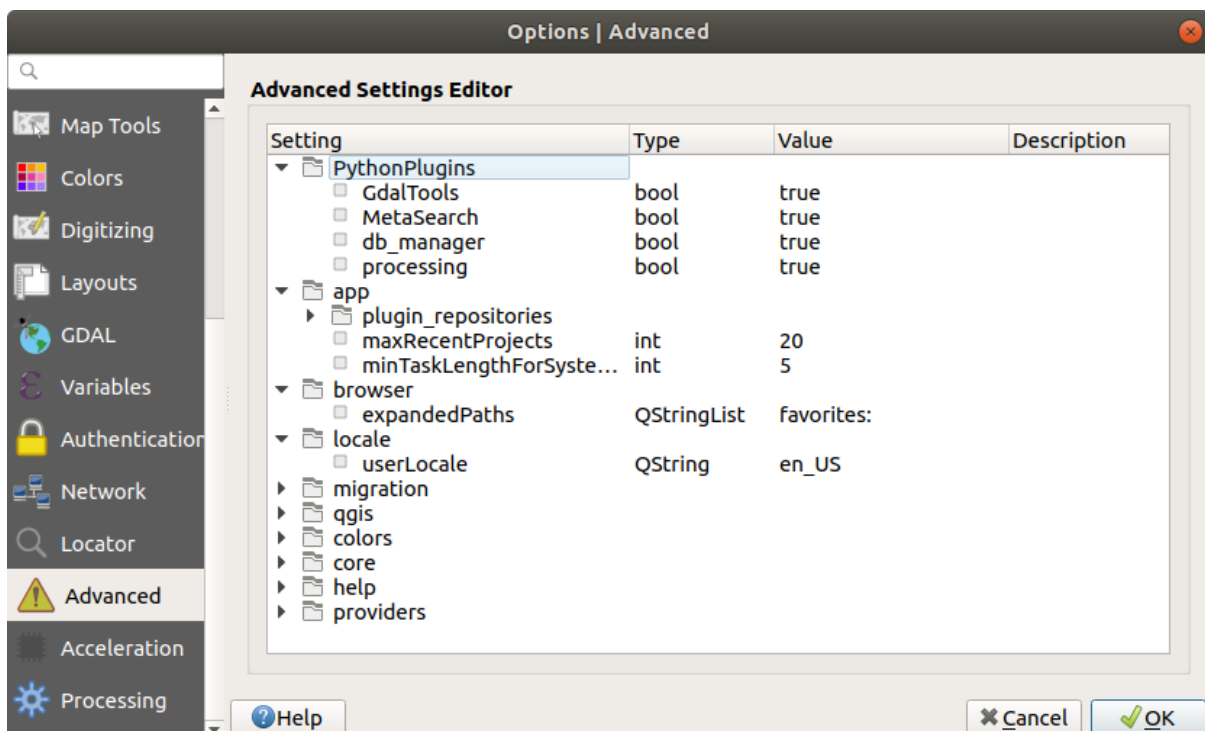 Options | Advanced
Map Tools
Colors
Digitizing
Layouts
GDAL
Variables
Authentication
Network
Locator
Advanced
Acceleration
Processing
Advanced Settings Editor
Setting Type Value Description
PythonPlugins
GdalTools bool true
MetaSearch bool true
db_manager bool true
processing bool true
app
plugin_repositories
maxRecentProjects int 20
minTaskLengthForSyste... int 5
browser
expandedPaths QStringList favorites:
locale
userLocale QString en_US
migration
qgis
colors
core
help
providers
Help Cancel OK